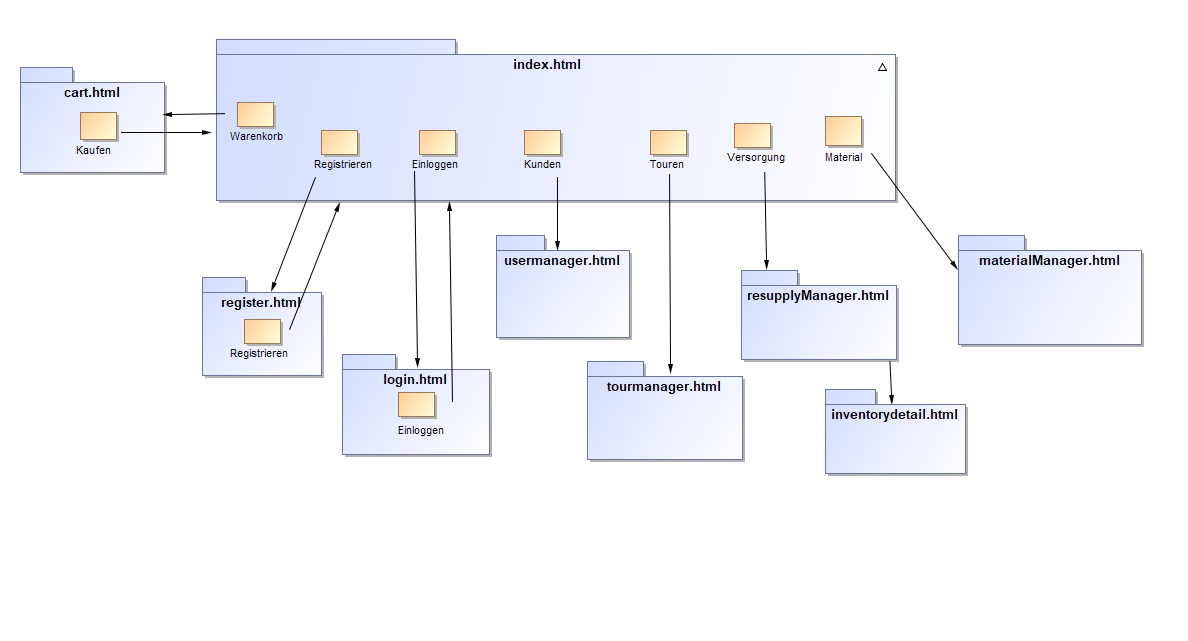 index.html
cart.html
Kaufen
Warenkorb
Registrieren
Einloggen
Kunden
Touren
Versorgung
Material
usermanager.html
materialManager.html
register.html
Registrieren
resupplyManager.html
login.html
Einloggen
tourmanager.html
inventorydetail.html